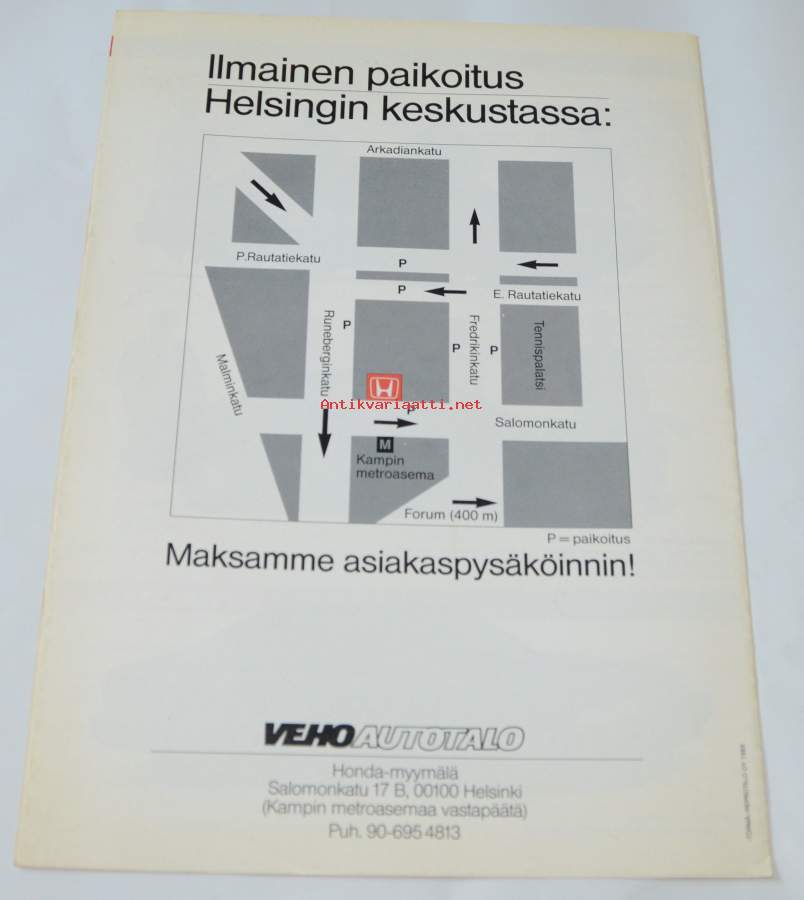 Ilmainen paikoitus
Helsingin keskustassa:
Arkadiankatu
P.Rautatiekatu
P
P
E. Rautatiekatu
Runeberginkatu
P
Fredrikinkatu
P
P
Tennispalatsi
Malminkatu
H
Antikvariaatti.net
P
Salomonkatu
M
Kampin
metroasema
Forum (400 m)
P = paikoitus
Maksamme asiakaspysäköinnin!
VEHO AUTOTALO
Honda-myymälä
Salomonkatu 17 B, 00100 Helsinki
(Kampin metroasemaa vastapäätä)
Puh. 90-695 4813